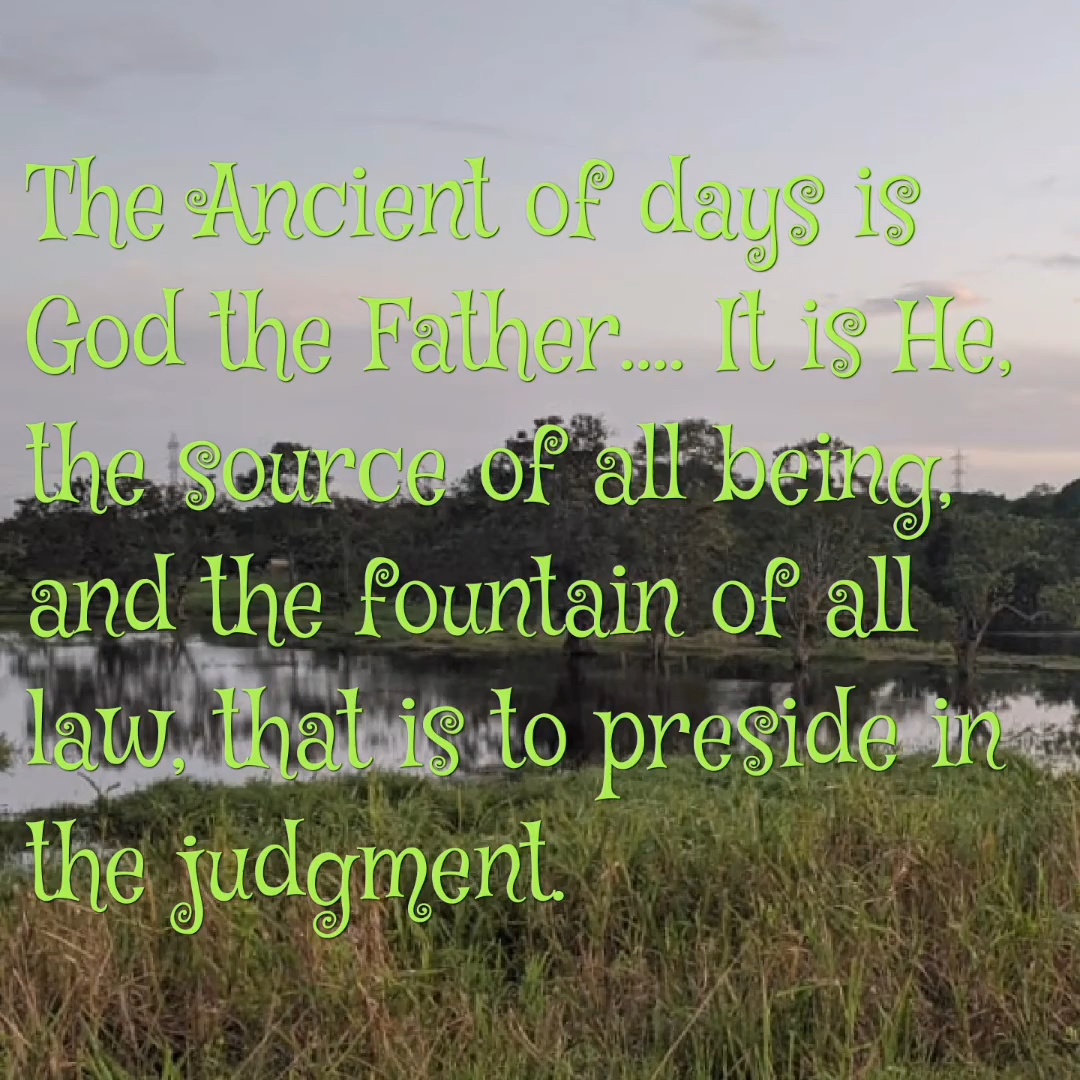 The Ancient of days is
God the Father.... It is He,
the source of all being,
and the fountain of all
law, that is to preside in
the judgment.